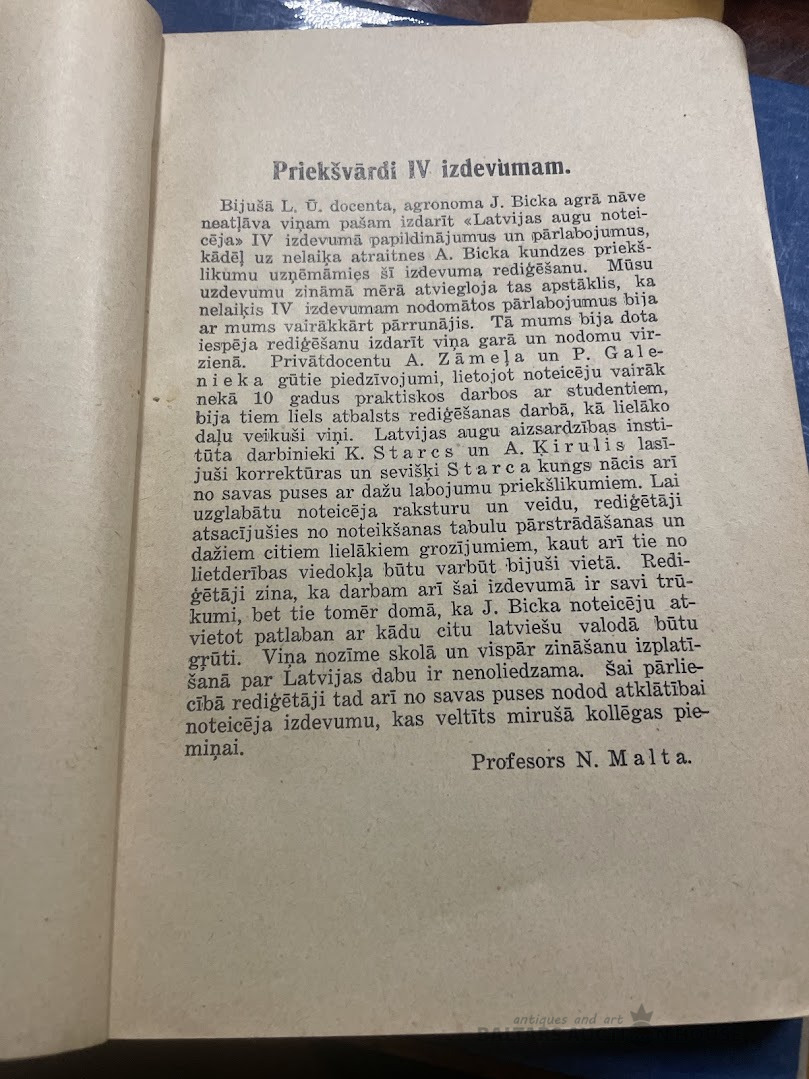 Priekšvārdi IV izdevumam.
Bijušā L. Ū. docenta, agronoma J. Bicka agrā nāve
neatļāva viņam pašam izdarīt «Latvijas augu notei-
cēja» IV izdevumā papildinājumus un pārlabojumus,
kādēļ uz nelaiķa atraitnes A. Bicka kundzes priekš-
likumu uzņēmāmies šī izdevuma rediģēšanu. Mūsu
uzdevumu zināmā mērā atviegloja tas apstāklis, ka
nelaiķis IV izdevumam nodomātos pārlabojumus bija
ar mums vairākkārt pārrunājis. Tā mums bija dota
iespēja rediģēšanu izdarīt viņa garā un nodomu vir-
zienā. Privātdocentu A. Zāmeļa un P. Gale-
nieka gūtie piedzīvojumi, lietojot noteicēju vairāk
nekā 10 gadus praktiskos darbos ar studentiem,
bija tiem liels atbalsts rediģēšanas darbā, kā lielāko
daļu veikuši viņi. Latvijas augu aizsardzības insti-
tūta darbinieki K. Starcs un A. Ķirulis lasī-
juši korrektūras un sevišķi Starca kungs nācis arī
no savas puses ar dažu labojumu priekšlikumiem. Lai
uzglabātu noteicēja raksturu un veidu, rediģētāji
atsacījušies no noteikšanas tabulu pārstrādāšanas un
dažiem citiem lielākiem grozījumiem, kaut arī tie no
lietderības viedokļa būtu varbūt bijuši vietā. Redi-
ģētāji zina, ka darbam arī šai izdevumā ir savi trū-
kumi, bet tie tomēr domā, ka J. Bicka noteicēju at-
vietot patlaban ar kādu citu latviešu valodā būtu
grūti. Viņa nozīme skolā un vispār zināšanu izplatī-
šanā par Latvijas dabu ir nenoliedzama. Šai pārlie-
cībā rediģētāji tad arī no savas puses nodod atklātībai
noteicēja izdevumu, kas veltīts mirušā kollēgas pie-
miņai.
Profesors N. Malta.
antiques and art